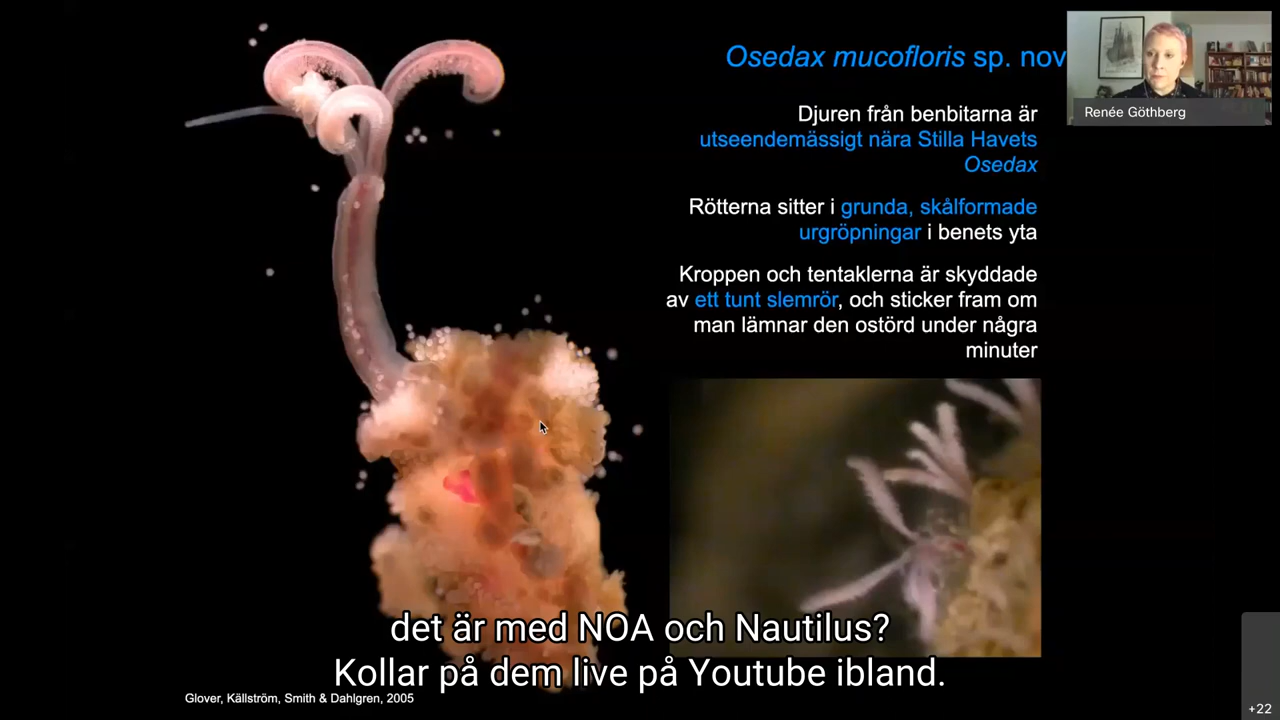 Osedax mucofloris sp. nov
Djuren från benbitarna är
utseendemässigt nära Stilla Havets
Osedax
Rötterna sitter i grunda, skålformade
urgröpningar i benets yta
Kroppen och tentaklerna är skyddade
av ett tunt slemrör, och sticker fram om
man lämnar den ostörd under några
minuter
Renée Göthberg
det är med NOA och Nautilus?
Kollar på dem live på Youtube ibland.
Glover, Källström, Smith & Dahlgren, 2005
+22